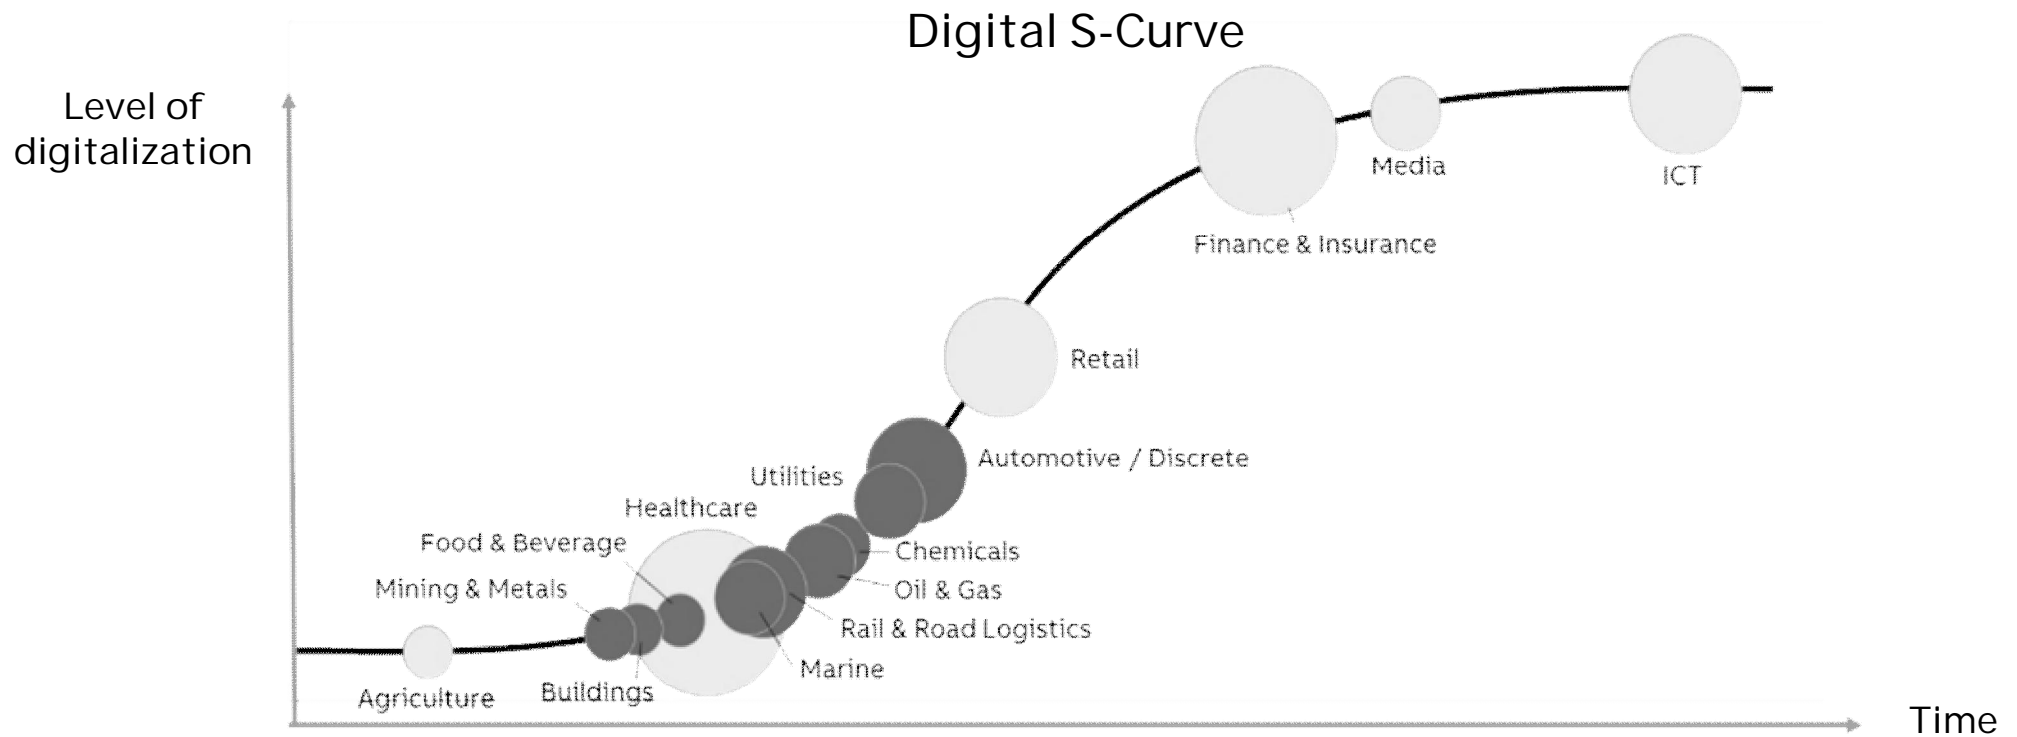 Digital S-Curve
Level of
digitalization
Media
ICT
Finance & Insurance
Retail
Automotive / Discrete
Utilities
Healthcare
Food & Beverage
Chemicals
Mining & Metals
Oil & Gas
Rail & Road Logistics
Marine
Buildings
Agriculture
Time